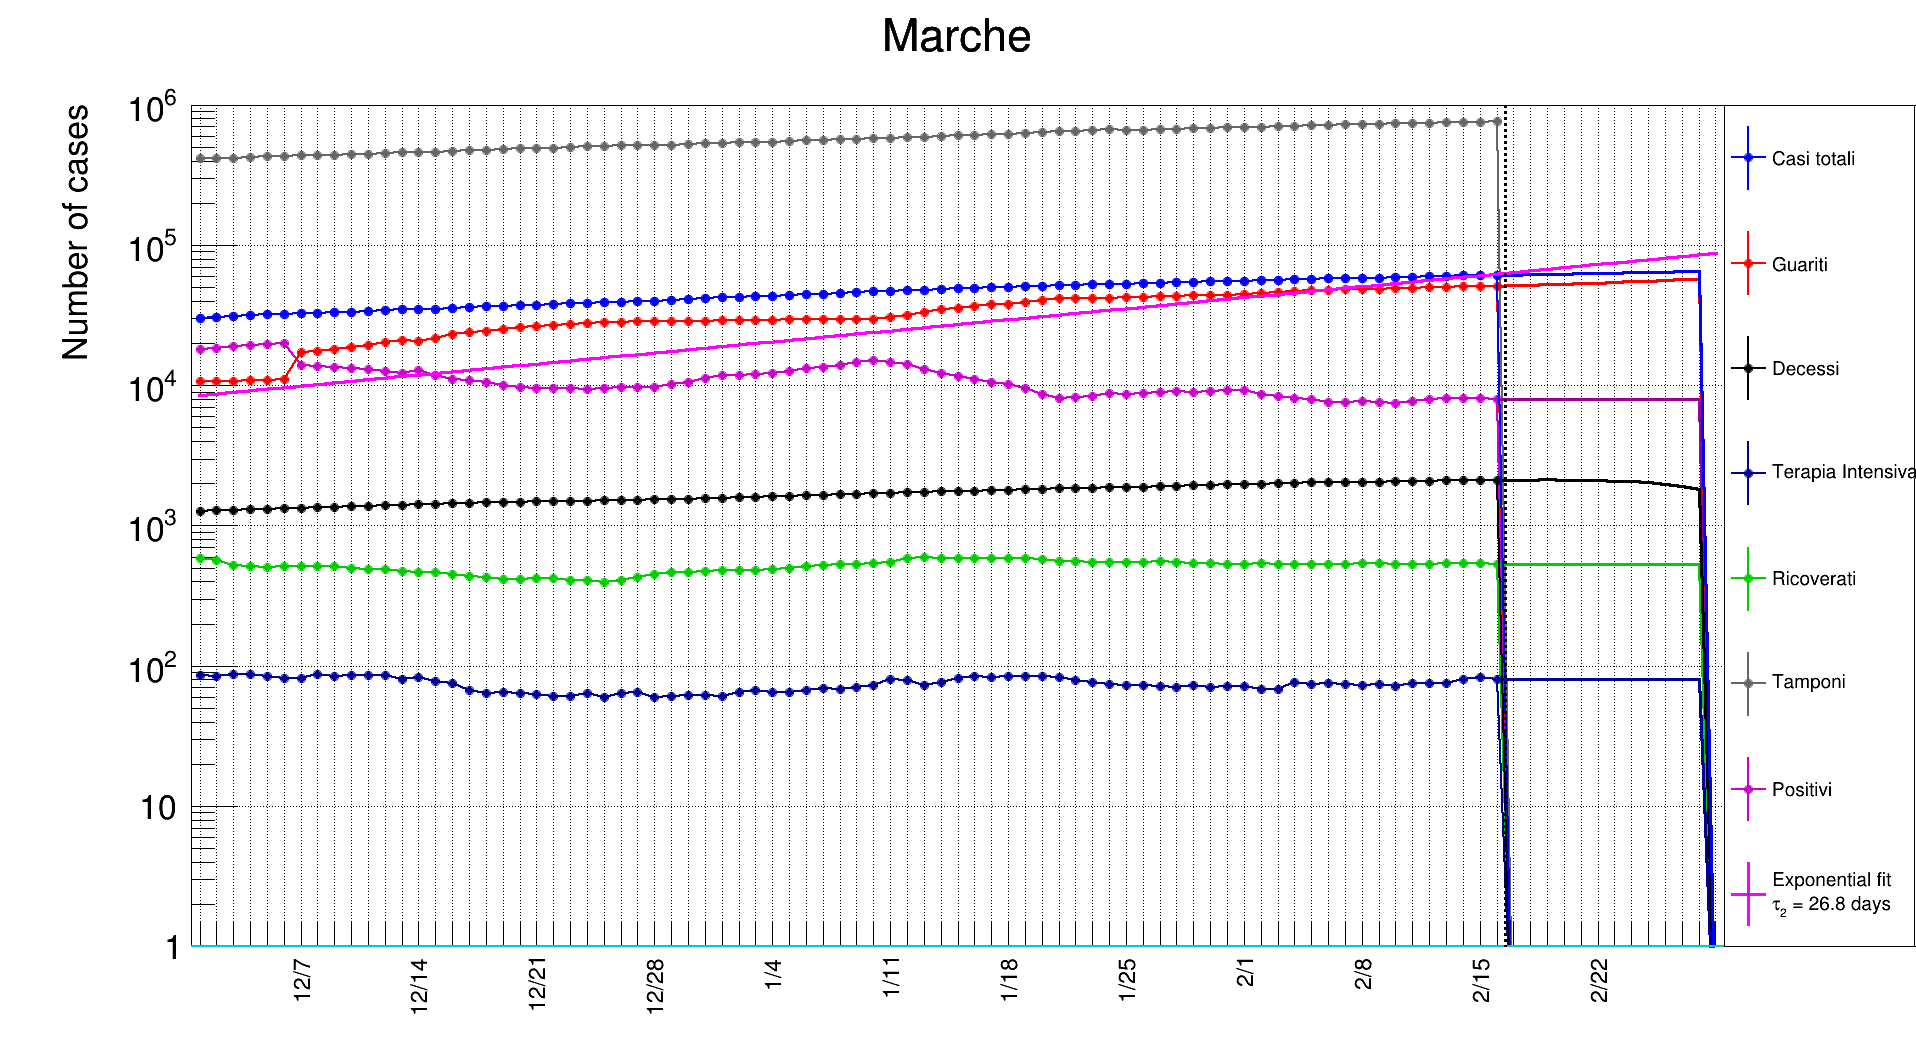 Marche
Number of cases
10^6
10^5
10^4
10^3
10^2
10
1
12/7
12/14
12/21
12/28
1/4
1/11
1/18
1/25
2/1
2/8
2/15
2/22
Casi totali
Guariti
Decessi
Terapia Intensiva
Ricoverati
Tamponi
Positivi
Exponential fit
τ₂ = 26.8 days